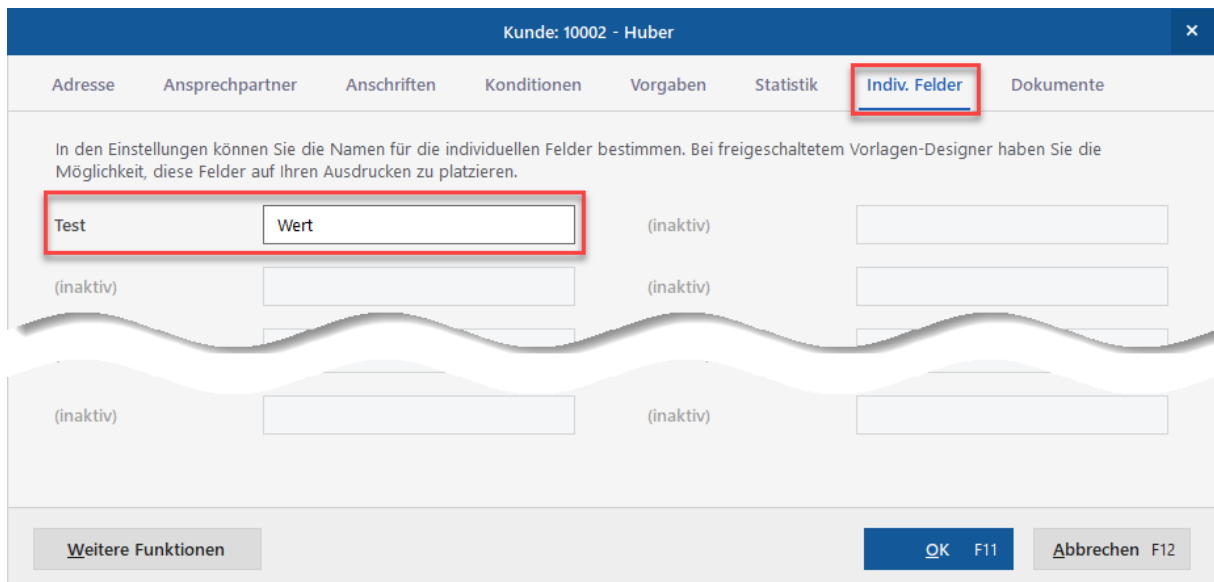 Kunde: 10002 - Huber ×
Adresse Ansprechpartner Anschriften Konditionen Vorgaben Statistik Indiv. Felder Dokumente
In den Einstellungen können Sie die Namen für die individuellen Felder bestimmen. Bei freigeschaltetem Vorlagen-Designer haben Sie die
Möglichkeit, diese Felder auf Ihren Ausdrucken zu platzieren.
Test Wert (inaktiv)
(inaktiv) (inaktiv)
(inaktiv) (inaktiv)
Weitere Funktionen OK F11 Abbrechen F12